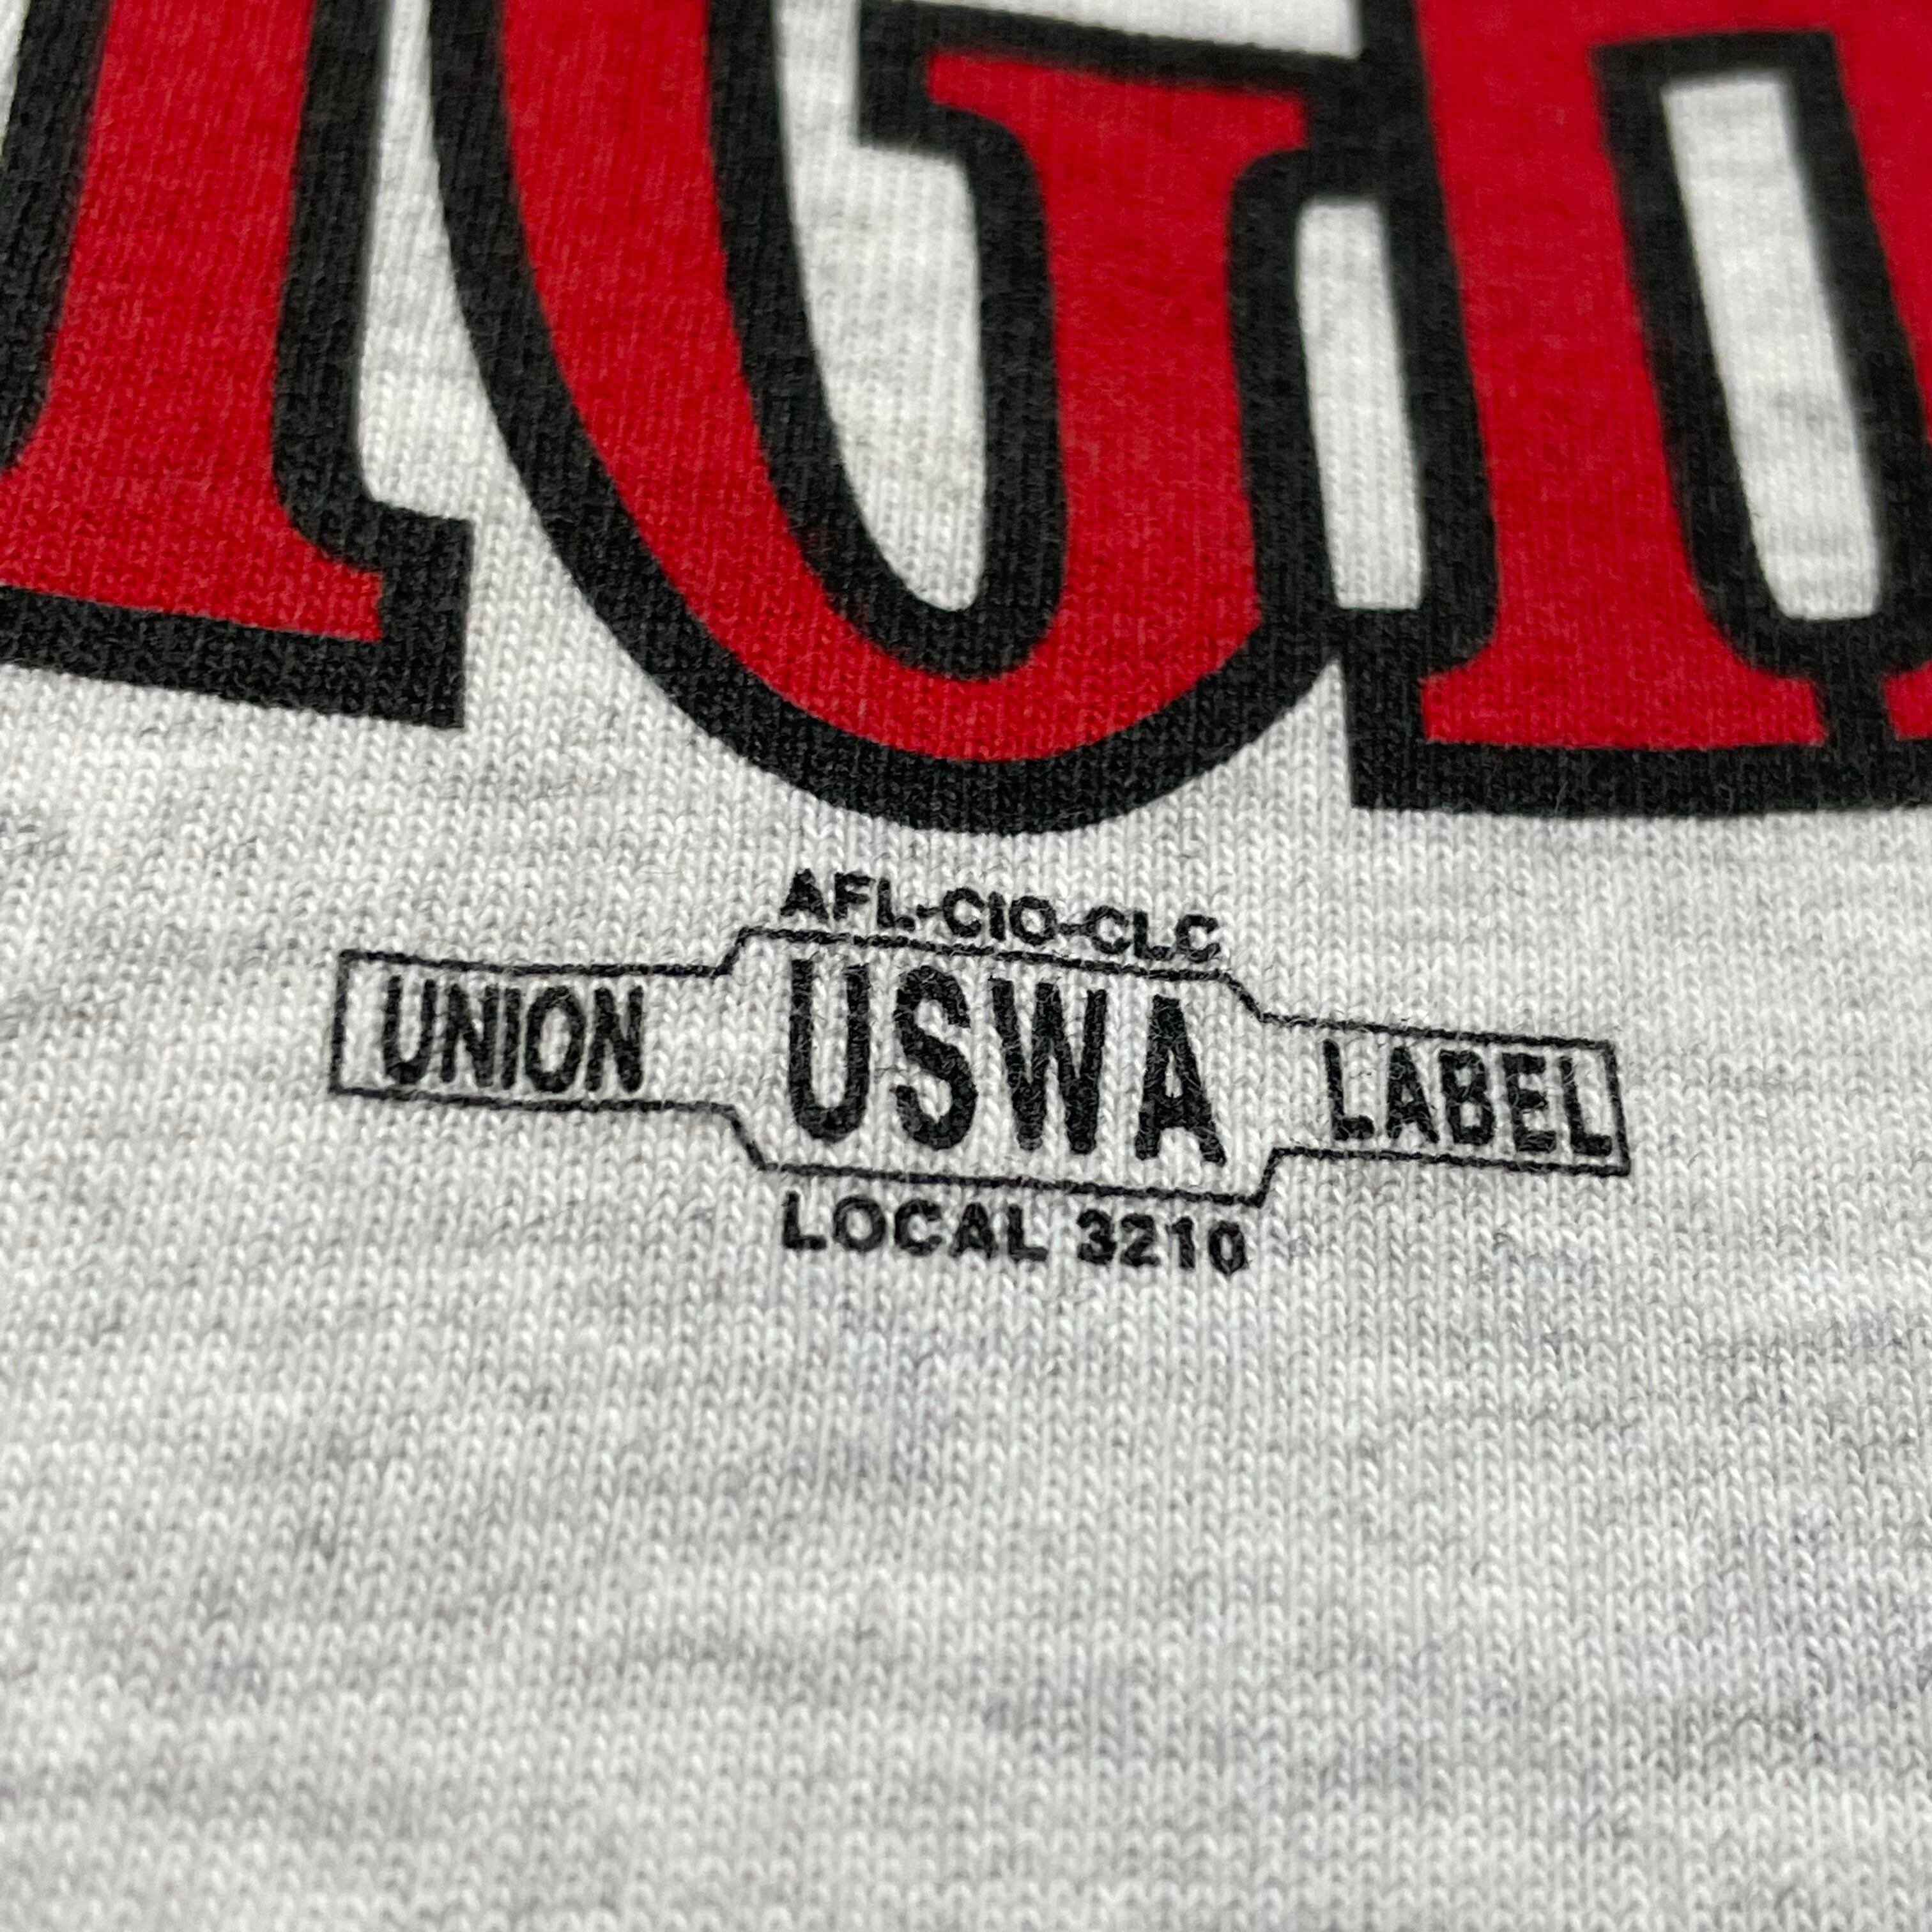 AFL-CIO-CLC
UNION USWA LABEL
LOCAL 3210